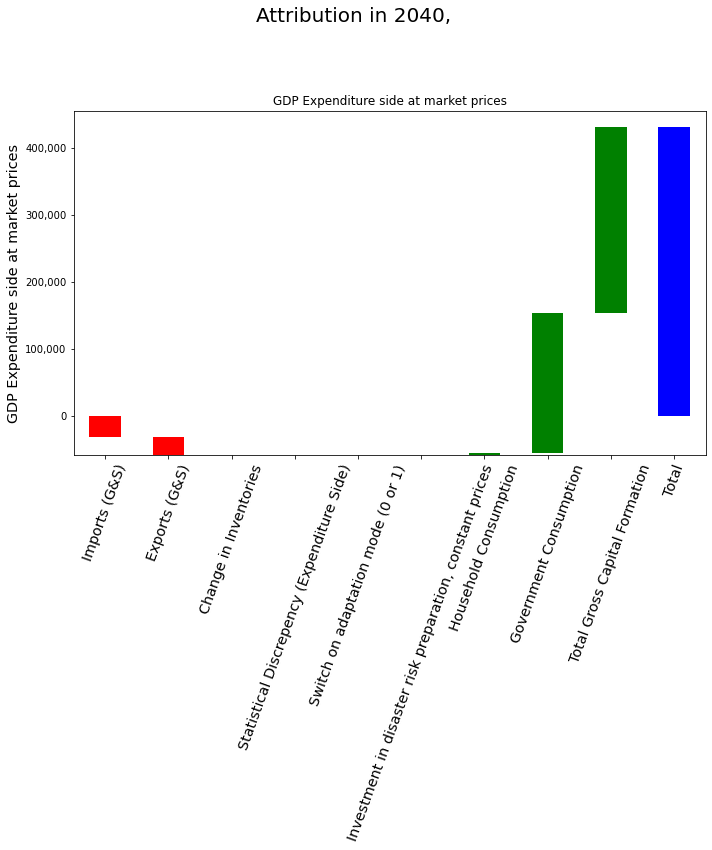 Attribution in 2040,
GDP Expenditure side at market prices
GDP Expenditure side at market prices
400,000
300,000
200,000
100,000
0
Imports (G&S)
Exports (G&S)
Change in Inventories
Statistical Discrepency (Expenditure Side)
Switch on adaptation mode (0 or 1)
Investment in disaster risk preparation, constant prices
Household Consumption
Government Consumption
Total Gross Capital Formation
Total